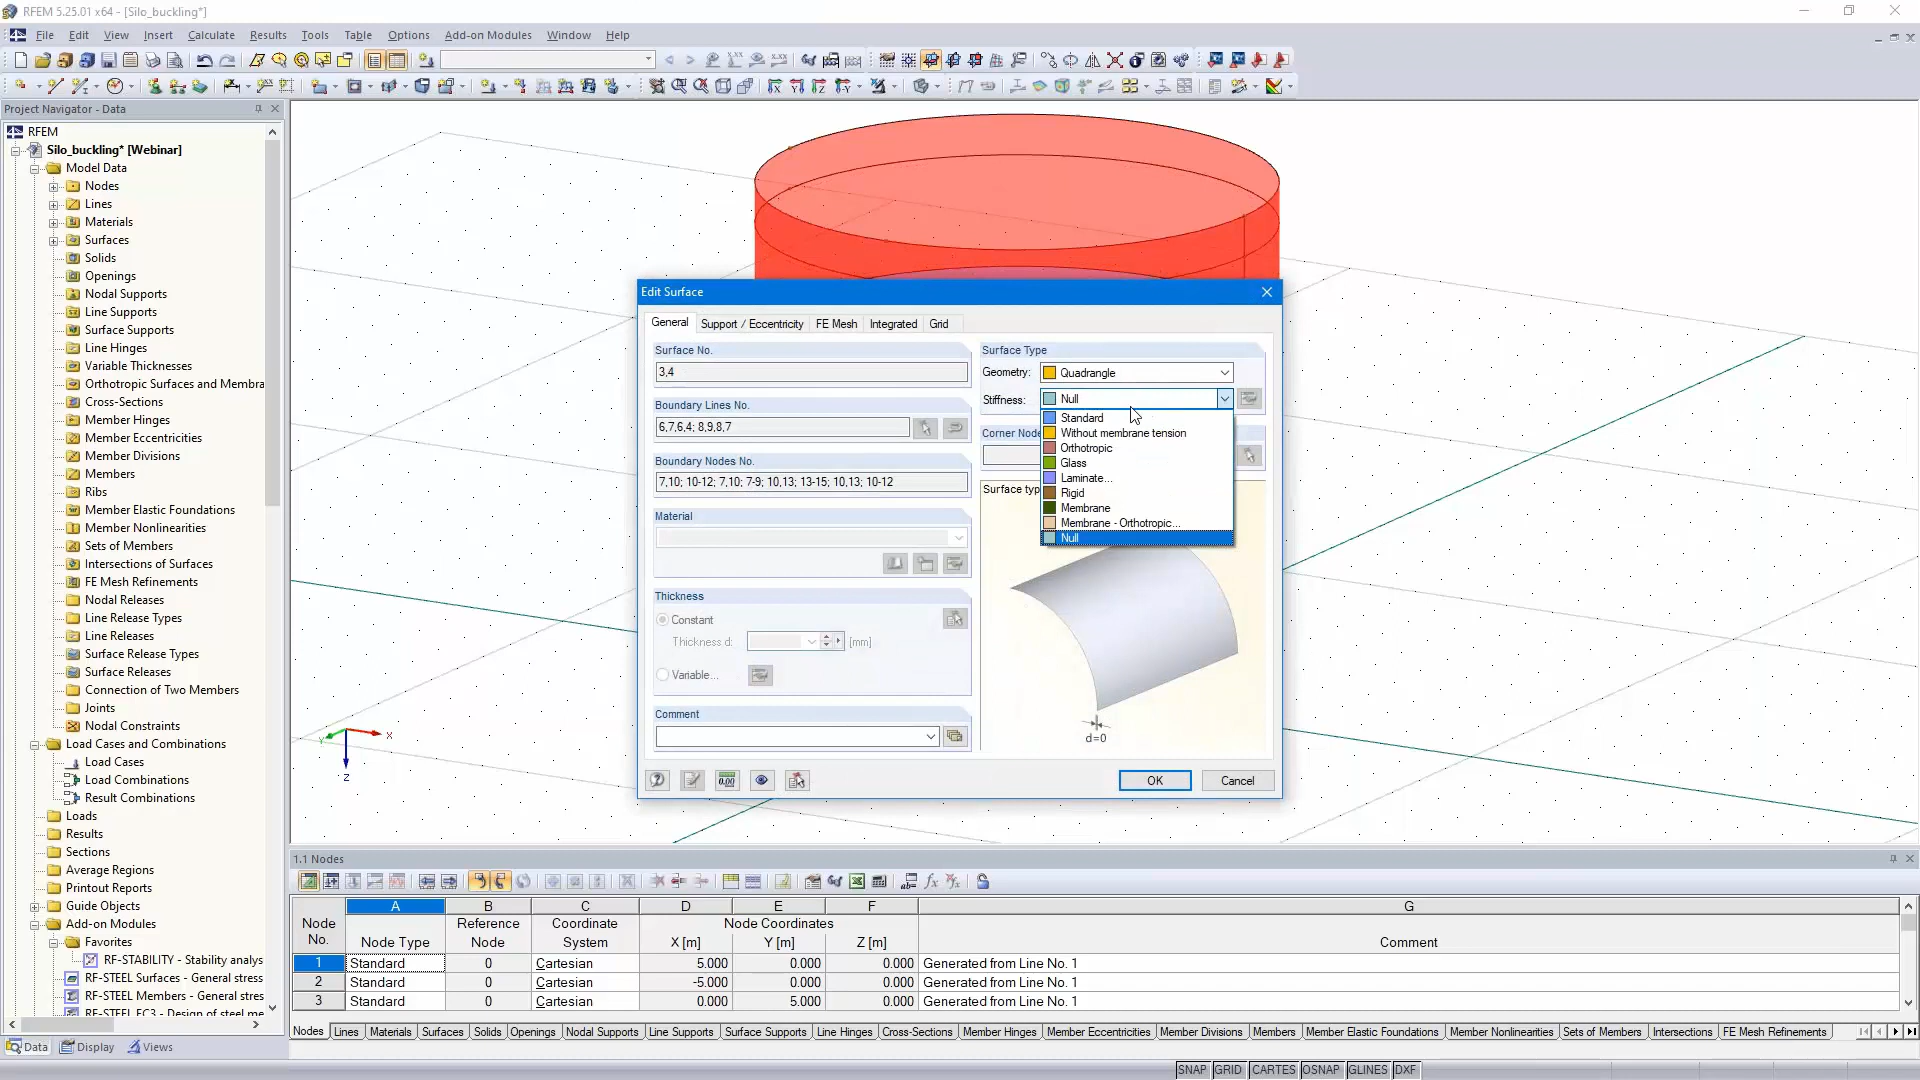 RFEM 5.25.01 x64 - [Silo_buckling*]
File Edit View Insert Calculate Results Tools Table Options Add-on Modules Window Help
Project Navigator - Data
RFEM
Silo_buckling* [Webinar]
Model Data
Nodes
Lines
Materials
Surfaces
Solids
Openings
Nodal Supports
Line Supports
Surface Supports
Line Hinges
Variable Thicknesses
Orthotropic Surfaces and Membra
Cross-Sections
Member Hinges
Member Eccentricities
Member Divisions
Members
Ribs
Member Elastic Foundations
Member Nonlinearities
Sets of Members
Intersections of Surfaces
FE Mesh Refinements
Nodal Releases
Line Release Types
Line Releases
Surface Release Types
Surface Releases
Connection of Two Members
Joints
Nodal Constraints
Load Cases and Combinations
Load Cases
Load Combinations
Result Combinations
Loads
Results
Sections
Average Regions
Printout Reports
Guide Objects
Add-on Modules
Favorites
RF-STABILITY - Stability analys
RF-STEEL Surfaces - General stress
RF-STEEL Members - General stres
RF-STEEL EC3 - Design of steel me
Data Display Views
X
Y
Z
Edit Surface
General Support / Eccentricity FE Mesh Integrated Grid
Surface No.
3,4
Boundary Lines No.
6,7,6,4; 8,9,8,7
Boundary Nodes No.
7,10; 10-12; 7,10; 7-9; 10,13; 13-15; 10,13; 10-12
Material
Thickness
Constant
Thickness d: [mm]
Variable...
Comment
Surface Type
Geometry: Quadrangle
Stiffness: Null
Standard
Without membrane tension
Orthotropic
Glass
Laminate...
Rigid
Membrane
Membrane - Orthotropic...
Null
Corner Node
Surface typ
d=0
OK Cancel
1.1 Nodes
A B C D E F G
Node No. Node Type Reference Node Coordinate System Node Coordinates X [m] Y [m] Z [m] Comment
1 Standard 0 Cartesian 5.000 0.000 0.000 Generated from Line No. 1
2 Standard 0 Cartesian -5.000 0.000 0.000 Generated from Line No. 1
3 Standard 0 Cartesian 0.000 5.000 0.000 Generated from Line No. 1
Nodes Lines Materials Surfaces Solids Openings Nodal Supports Line Supports Surface Supports Line Hinges Cross-Sections Member Hinges Member Eccentricities Member Divisions Members Member Elastic Foundations Member Nonlinearities Sets of Members Intersections FE Mesh Refinements
SNAP GRID CARTES OSNAP GLINES DXF